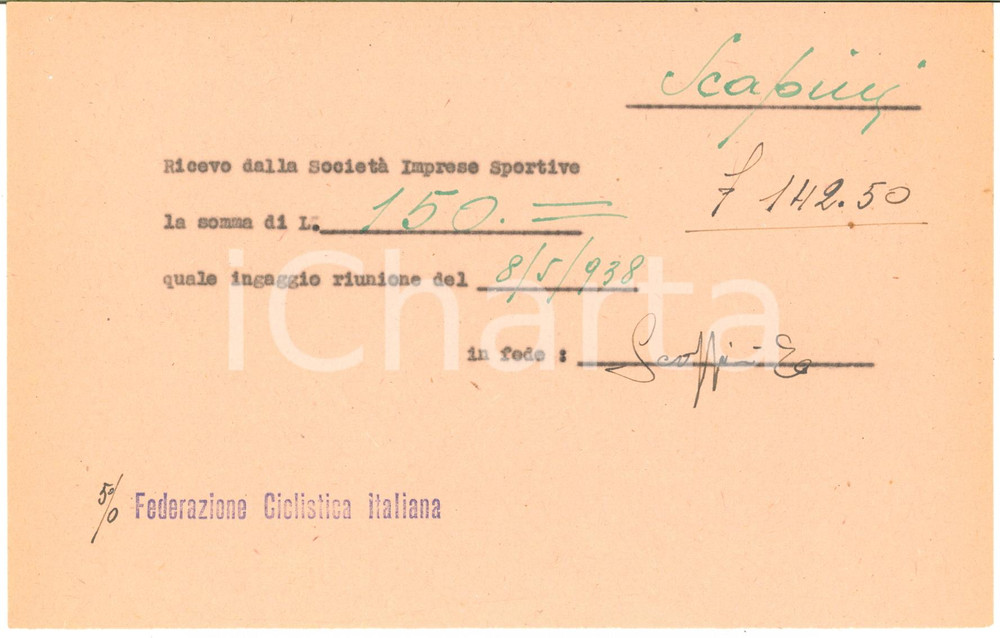 Scapini
Ricevo dalla Società Imprese Sportive
₤ 142.50
la somma di L. 150. =
quale ingaggio riunione del 8/5/938
iCharta
in fede :
5%
Federazione Ciclistica Italiana